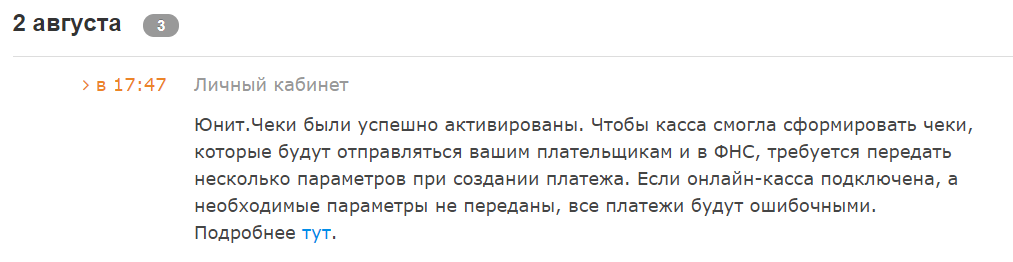 2 августа 3
> в 17:47 Личный кабинет
Юнит.Чеки были успешно активированы. Чтобы касса смогла сформировать чеки,
которые будут отправляться вашим плательщикам и в ФНС, требуется передать
несколько параметров при создании платежа. Если онлайн-касса подключена, а
необходимые параметры не переданы, все платежи будут ошибочными.
Подробнее тут.